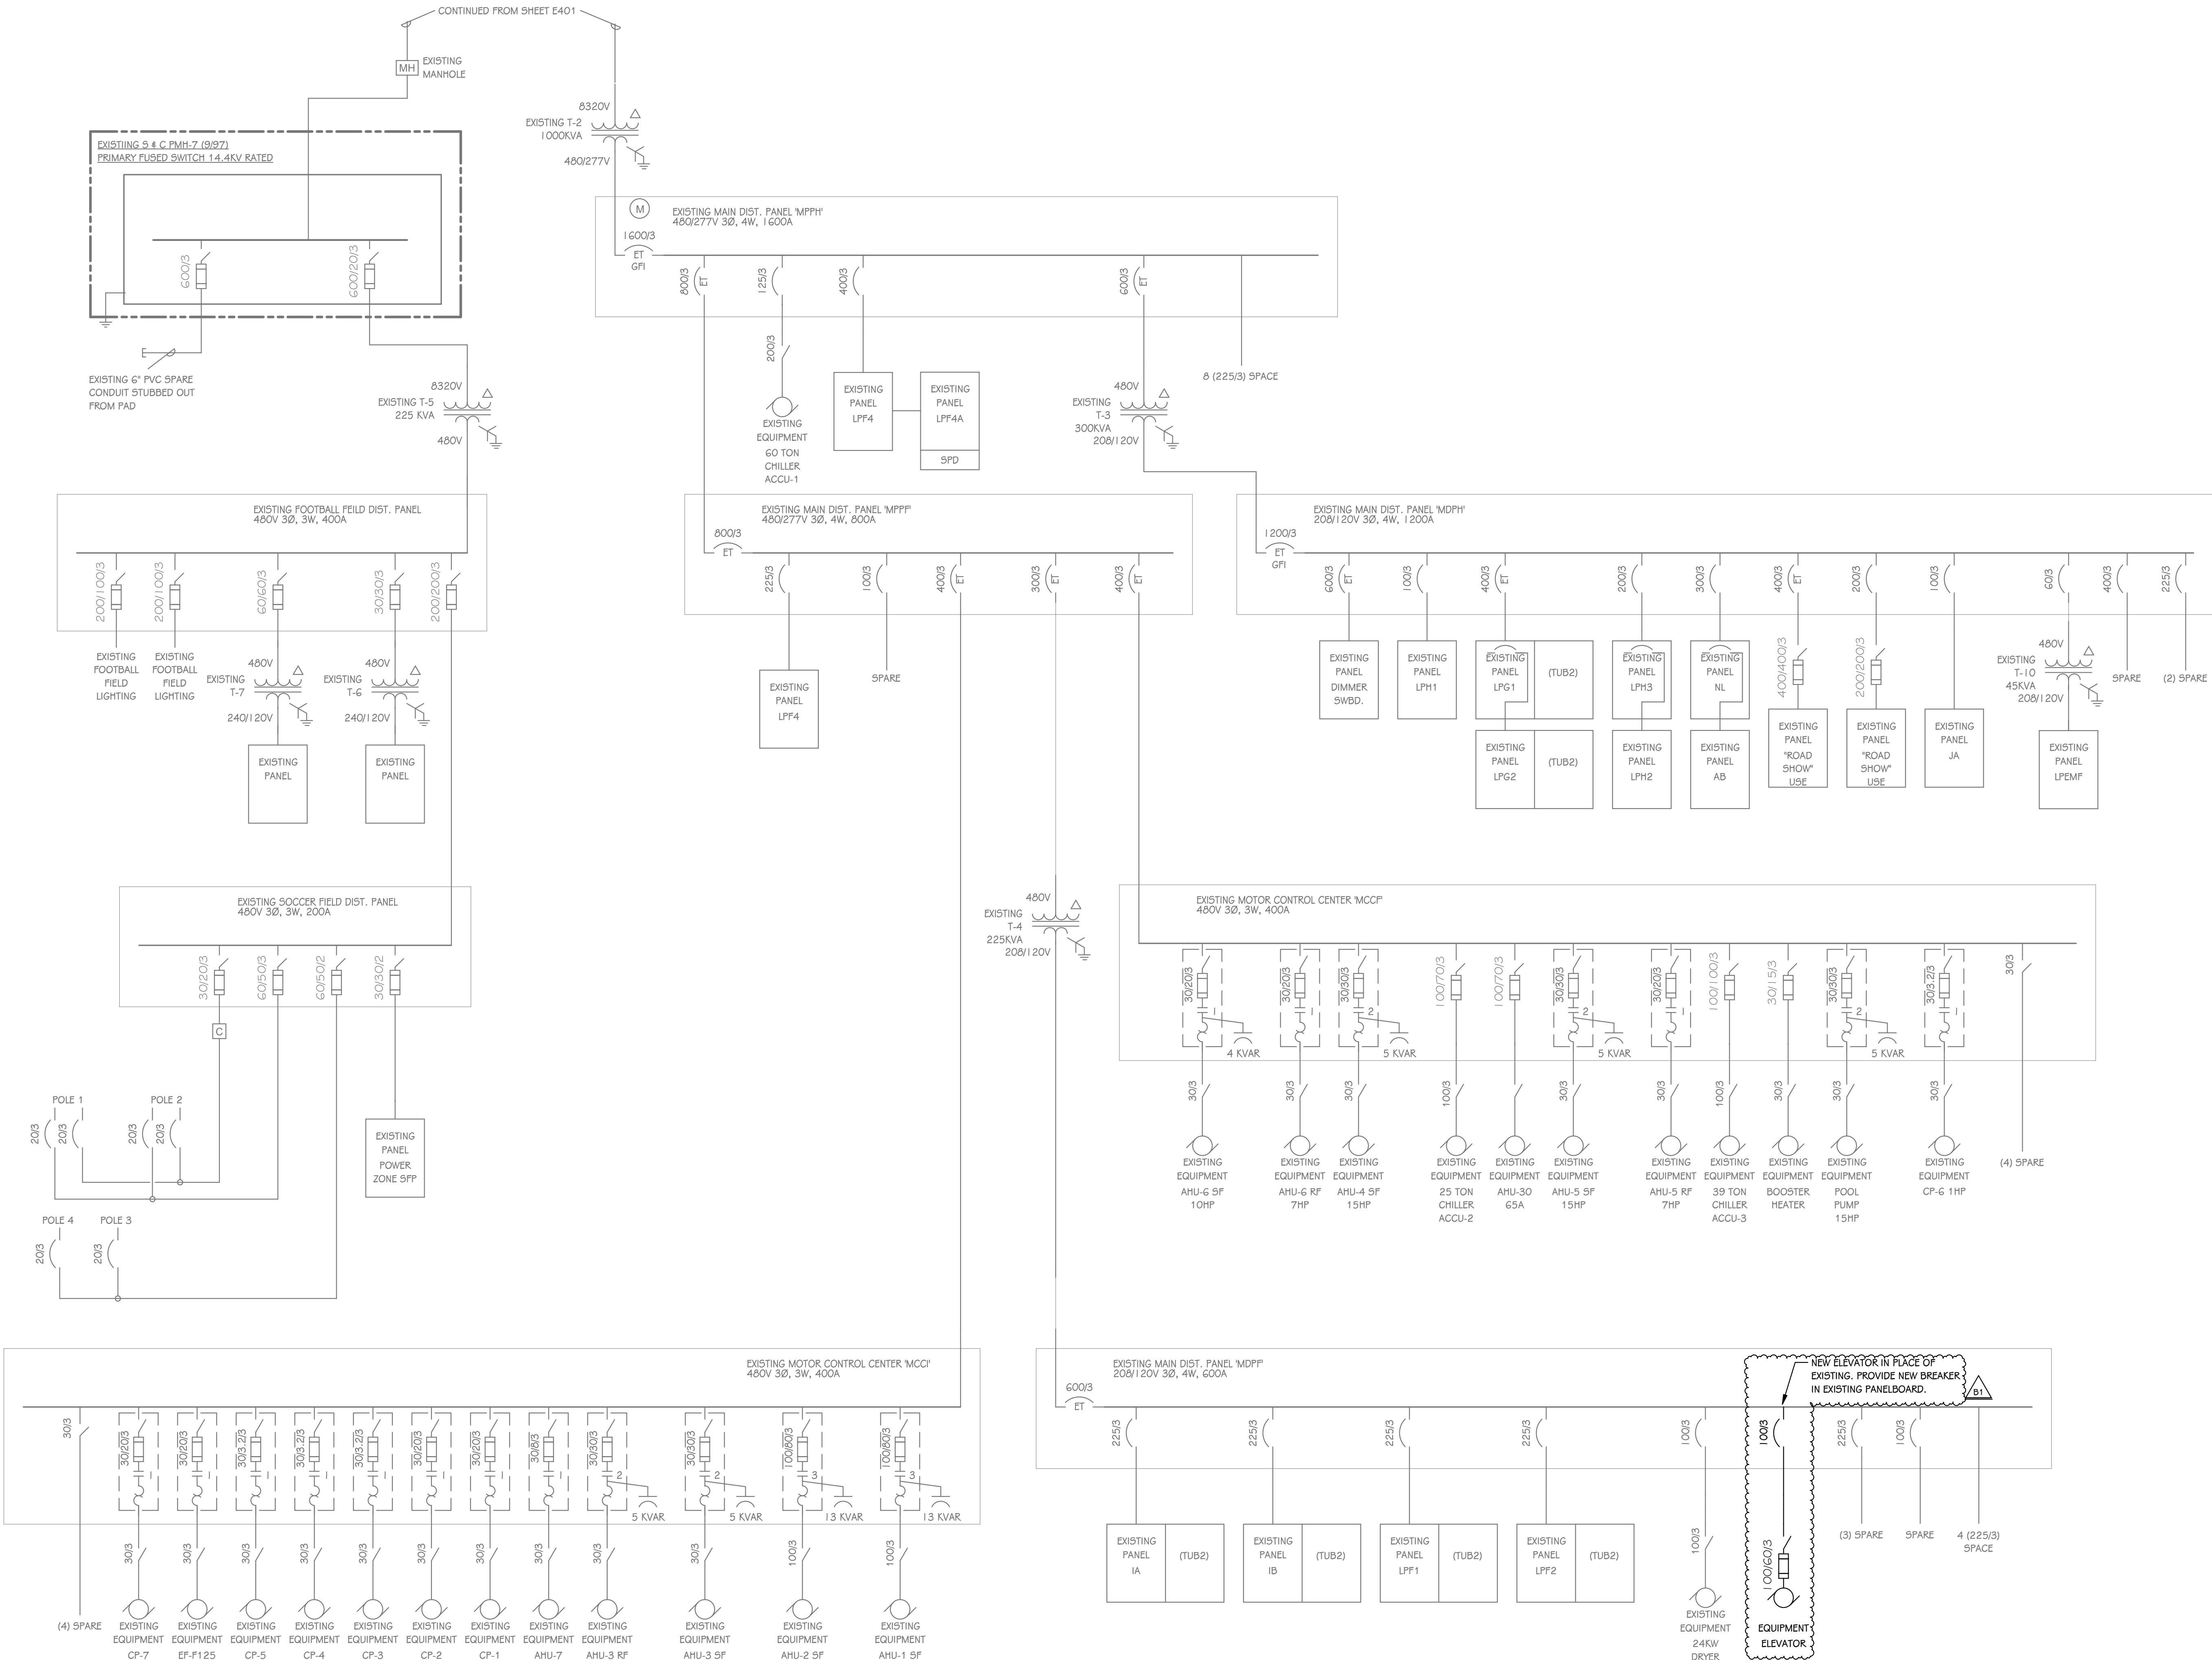 CONTINUED FROM SHEET E401
MH
EXISTING
MANHOLE
EXISTIING S & C PMH-7 (9/97)
PRIMARY FUSED SWITCH 14.4KV RATED
600/3
600/20/3
EXISTING 6" PVC SPARE
CONDUIT STUBBED OUT
FROM PAD
8320V
EXISTING T-5
225 KVA
480V
8320V
EXISTING T-2
1000KVA
480/277V
M
EXISTING MAIN DIST. PANEL 'MPPH'
480/277V 3Ø, 4W, 1600A
1600/3
ET
GFI
800/3
ET
125/3
400/3
600/3
ET
200/3
EXISTING
EQUIPMENT
60 TON
CHILLER
ACCU-1
EXISTING
PANEL
LPF4
EXISTING
PANEL
LPF4A
SPD
480V
EXISTING
T-3
300KVA
208/120V
8 (225/3) SPACE
EXISTING FOOTBALL FEILD DIST. PANEL
480V 3Ø, 3W, 400A
200/100/3
200/100/3
60/60/3
30/30/3
200/200/3
EXISTING
FOOTBALL
FIELD
LIGHTING
EXISTING
FOOTBALL
FIELD
LIGHTING
480V
EXISTING
T-7
240/120V
480V
EXISTING
T-6
240/120V
EXISTING
PANEL
EXISTING
PANEL
EXISTING MAIN DIST. PANEL 'MPPF'
480/277V 3Ø, 4W, 800A
800/3
ET
225/3
100/3
400/3
ET
300/3
ET
400/3
ET
EXISTING
PANEL
LPF4
SPARE
EXISTING MAIN DIST. PANEL 'MDPH'
208/120V 3Ø, 4W, 1200A
1200/3
ET
GFI
600/3
ET
100/3
400/3
ET
200/3
300/3
400/3
ET
200/3
100/3
60/3
400/3
225/3
EXISTING
PANEL
DIMMER
SWBD.
EXISTING
PANEL
LPH1
EXISTING
PANEL
LPG1
(TUB2)
EXISTING
PANEL
LPG2
(TUB2)
EXISTING
PANEL
LPH3
EXISTING
PANEL
LPH2
EXISTING
PANEL
NL
EXISTING
PANEL
AB
400/400/3
EXISTING
PANEL
"ROAD
SHOW"
USE
200/200/3
EXISTING
PANEL
"ROAD
SHOW"
USE
EXISTING
PANEL
JA
480V
EXISTING
T-10
45KVA
208/120V
EXISTING
PANEL
LPEMF
SPARE
(2) SPARE
EXISTING SOCCER FIELD DIST. PANEL
480V 3Ø, 3W, 200A
30/20/3
60/50/3
60/50/2
30/30/2
C
POLE 1
POLE 2
20/3
20/3
20/3
20/3
EXISTING
PANEL
POWER
ZONE SFP
POLE 4
POLE 3
20/3
20/3
480V
EXISTING
T-4
225KVA
208/120V
EXISTING MOTOR CONTROL CENTER 'MCCF'
480V 3Ø, 3W, 400A
30/20/3
1
4 KVAR
30/20/3
1
30/30/3
2
5 KVAR
100/70/3
100/70/3
30/30/3
2
5 KVAR
30/20/3
1
100/100/3
30/15/3
30/30/3
2
5 KVAR
30/3.2/3
1
30/3
30/3
30/3
30/3
100/3
30/3
30/3
100/3
30/3
30/3
30/3
EXISTING
EQUIPMENT
AHU-6 SF
10HP
EXISTING
EQUIPMENT
AHU-6 RF
7HP
EXISTING
EQUIPMENT
AHU-4 SF
15HP
EXISTING
EQUIPMENT
25 TON
CHILLER
ACCU-2
EXISTING
EQUIPMENT
AHU-30
65A
EXISTING
EQUIPMENT
AHU-5 SF
15HP
EXISTING
EQUIPMENT
AHU-5 RF
7HP
EXISTING
EQUIPMENT
39 TON
CHILLER
ACCU-3
EXISTING
EQUIPMENT
BOOSTER
HEATER
EXISTING
EQUIPMENT
POOL
PUMP
15HP
EXISTING
EQUIPMENT
CP-6 1HP
(4) SPARE
EXISTING MOTOR CONTROL CENTER 'MCCI'
480V 3Ø, 3W, 400A
30/3
30/20/3
1
30/20/3
1
30/3.2/3
1
30/3.2/3
1
30/3.2/3
1
30/20/3
1
30/20/3
1
30/8/3
1
30/30/3
2
5 KVAR
30/30/3
2
5 KVAR
100/80/3
3
13 KVAR
100/80/3
3
13 KVAR
30/3
30/3
30/3
30/3
30/3
30/3
30/3
30/3
30/3
30/3
100/3
100/3
(4) SPARE
EXISTING
EQUIPMENT
CP-7
EXISTING
EQUIPMENT
EF-F125
EXISTING
EQUIPMENT
CP-5
EXISTING
EQUIPMENT
CP-4
EXISTING
EQUIPMENT
CP-3
EXISTING
EQUIPMENT
CP-2
EXISTING
EQUIPMENT
CP-1
EXISTING
EQUIPMENT
AHU-7
EXISTING
EQUIPMENT
AHU-3 RF
EXISTING
EQUIPMENT
AHU-3 SF
EXISTING
EQUIPMENT
AHU-2 SF
EXISTING
EQUIPMENT
AHU-1 SF
EXISTING MAIN DIST. PANEL 'MDPF'
208/120V 3Ø, 4W, 600A
600/3
ET
225/3
225/3
225/3
225/3
100/3
100/3
225/3
100/3
NEW ELEVATOR IN PLACE OF
EXISTING. PROVIDE NEW BREAKER
IN EXISTING PANELBOARD.
B1
EXISTING
PANEL
IA
(TUB2)
EXISTING
PANEL
IB
(TUB2)
EXISTING
PANEL
LPF1
(TUB2)
EXISTING
PANEL
LPF2
(TUB2)
100/3
EXISTING
EQUIPMENT
24KW
DRYER
100/60/3
EQUIPMENT
ELEVATOR
(3) SPARE
SPARE
4 (225/3)
SPACE